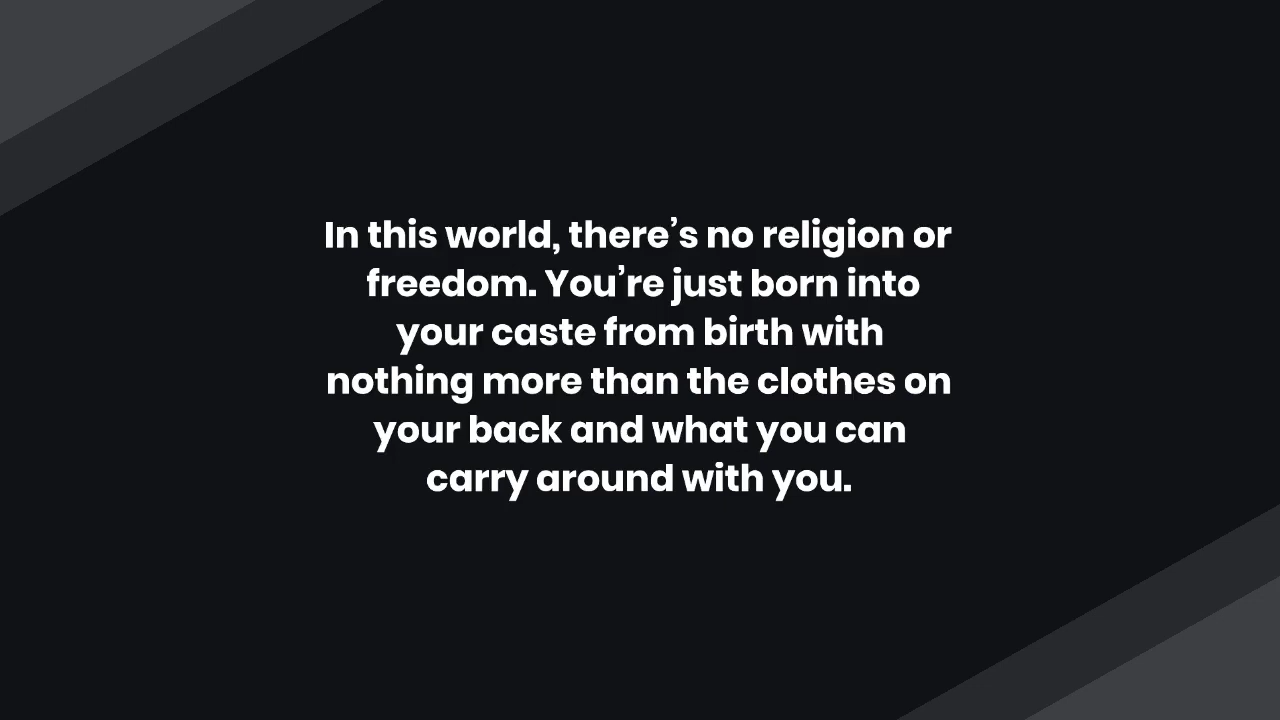 In this world, there’s no religion or
freedom. You’re just born into
your caste from birth with
nothing more than the clothes on
your back and what you can
carry around with you.